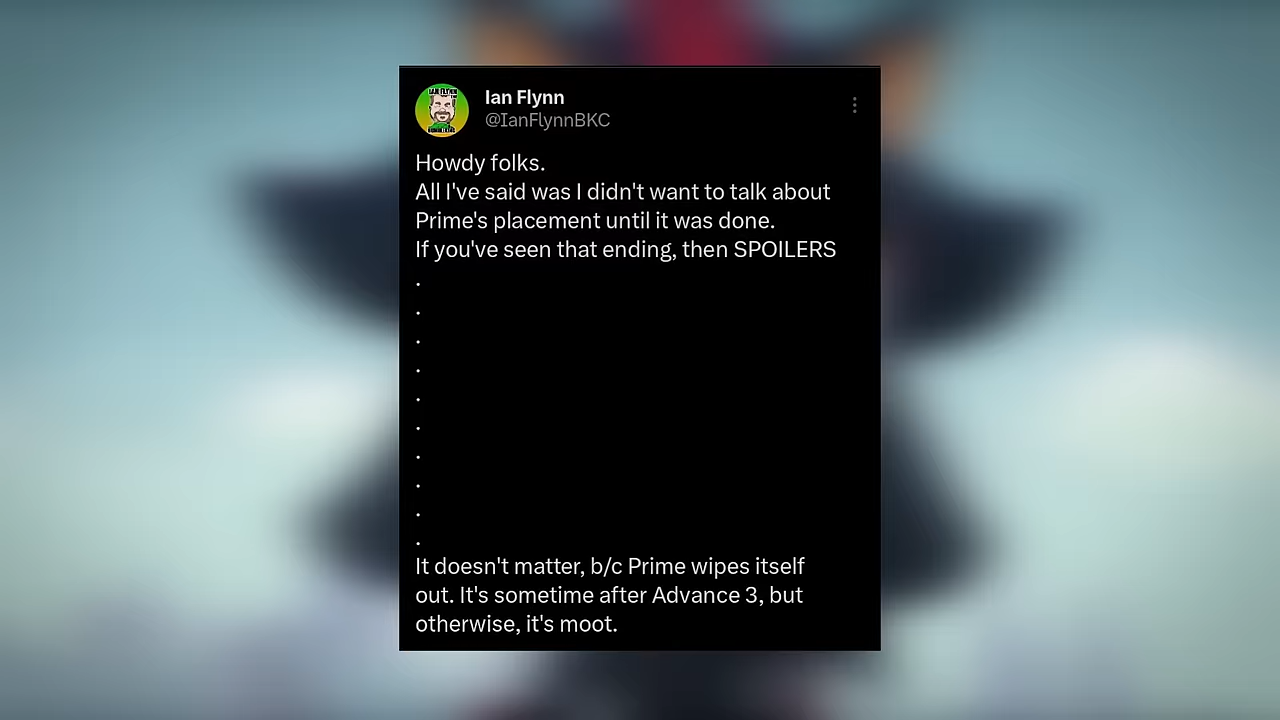 Ian Flynn
@IanFlynnBKC
Howdy folks.
All I've said was I didn't want to talk about
Prime's placement until it was done.
If you've seen that ending, then SPOILERS
.
.
.
.
.
.
.
.
.
.
It doesn't matter, b/c Prime wipes itself
out. It's sometime after Advance 3, but
otherwise, it's moot.